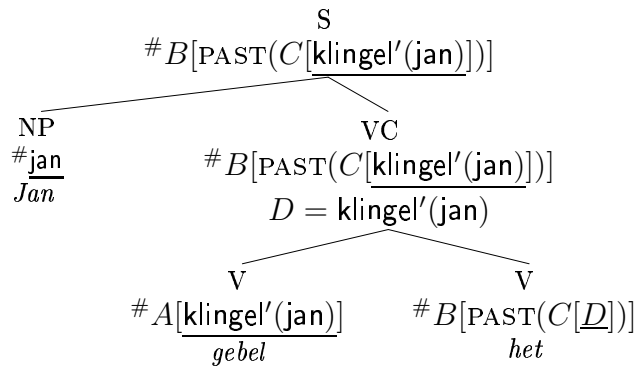 S
#B[PAST(C[klingel′(jan)])]
NP VC
#jan #B[PAST(C[klingel′(jan)])]
Jan
D = klingel′(jan)
V V
#A[klingel′(jan)] #B[PAST(C[D])]
gebel het